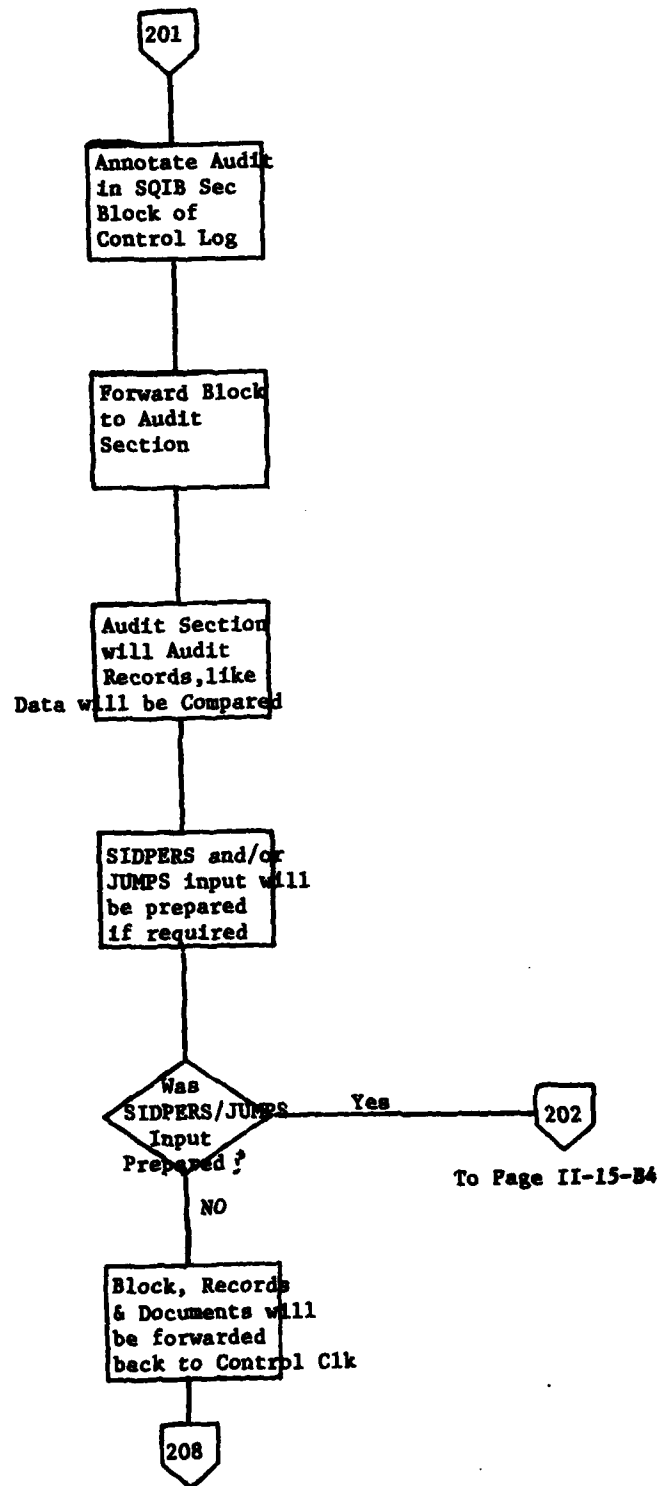 201
Annotate Audit
in SQIB Sec
Block of
Control Log
Forward Block
to Audit
Section
Audit Section
will Audit
Records,like
Data will be Compared
SIDPERS and/or
JUMPS input will
be prepared
if required
Was
SIDPERS/JUMPS
Input
Prepared?
Yes
202
To Page II-15-B4
NO
Block, Records
& Documents will
be forwarded
back to Control Clk
208